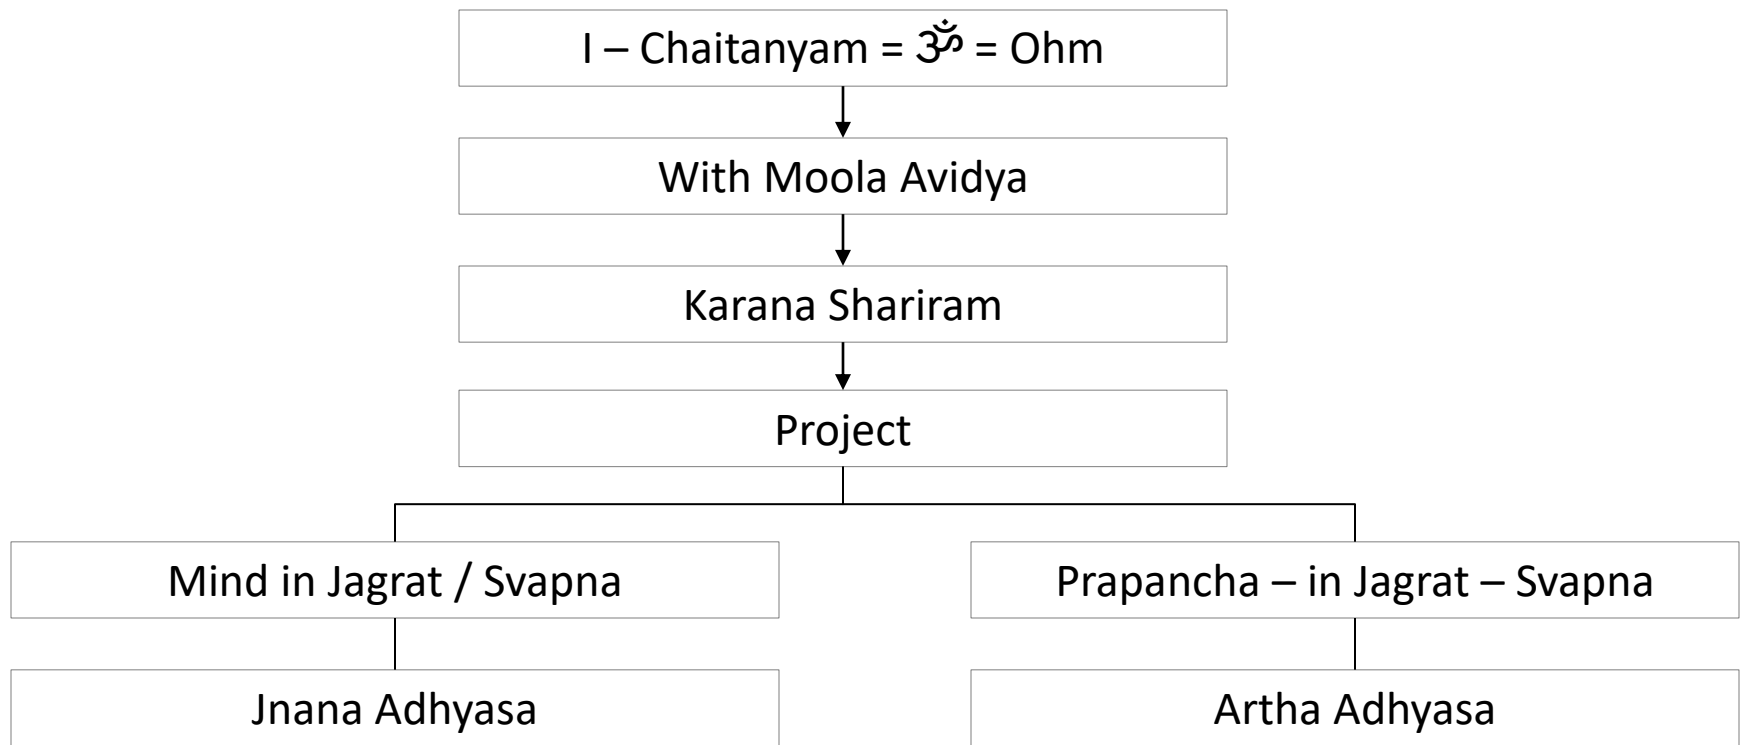 I – Chaitanyam = ॐ = Ohm
With Moola Avidya
Karana Shariram
Project
Mind in Jagrat / Svapna
Prapancha – in Jagrat – Svapna
Jnana Adhyasa
Artha Adhyasa